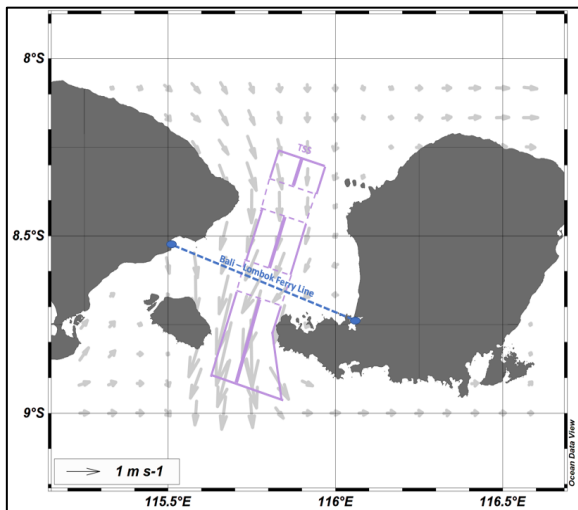 8°S
TSS
8.5°S
Bali – Lombok Ferry Line
9°S
1 m s-1
Ocean Data View
115.5°E
116°E
116.5°E